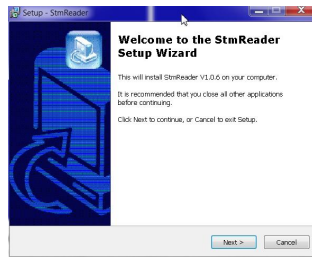 Setup - StmReader
Welcome to the StmReader
Setup Wizard
This will install StmReader V1.0.6 on your computer.
It is recommended that you close all other applications
before continuing.
Click Next to continue, or Cancel to exit Setup.
Next >
Cancel